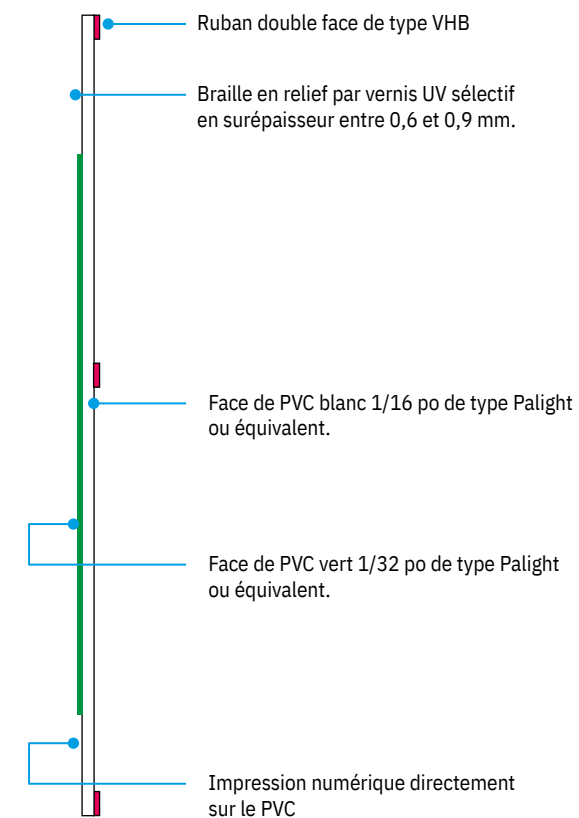 Ruban double face de type VHB
Braille en relief par vernis UV sélectif
en surépaisseur entre 0,6 et 0,9 mm.
Face de PVC blanc 1/16 po de type Palight
ou équivalent.
Face de PVC vert 1/32 po de type Palight
ou équivalent.
Impression numérique directement
sur le PVC